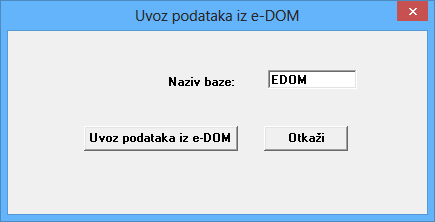 Uvoz podataka iz e-DOM
Naziv baze: EDOM
Uvoz podataka iz e-DOM Otkaži